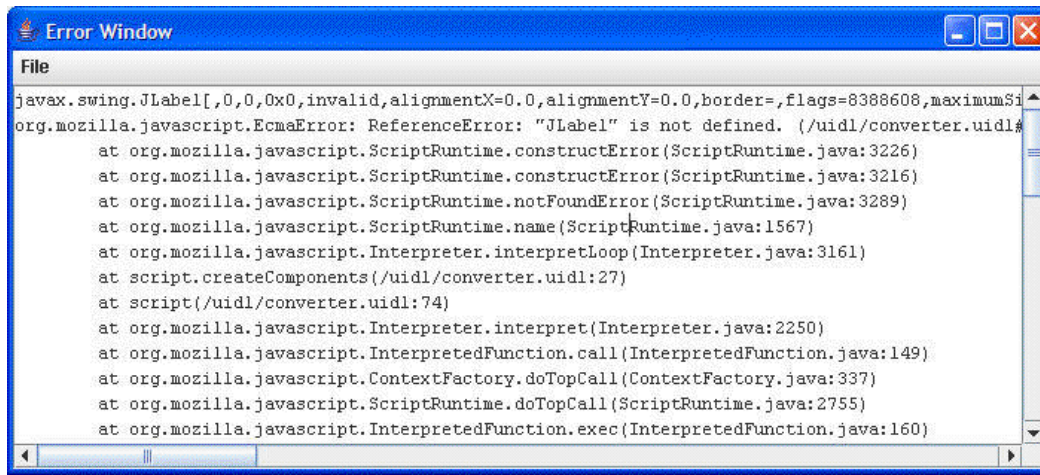 Error Window
File
javax.swing.JLabel[,0,0,0x0,invalid,alignmentX=0.0,alignmentY=0.0,border=,flags=8388608,maximumSi
org.mozilla.javascript.EcmaError: ReferenceError: "JLabel" is not defined. (/uidl/converter.uidl#
at org.mozilla.javascript.ScriptRuntime.constructError(ScriptRuntime.java:3226)
at org.mozilla.javascript.ScriptRuntime.constructError(ScriptRuntime.java:3216)
at org.mozilla.javascript.ScriptRuntime.notFoundError(ScriptRuntime.java:3289)
at org.mozilla.javascript.ScriptRuntime.name(ScriptRuntime.java:1567)
at org.mozilla.javascript.Interpreter.interpretLoop(Interpreter.java:3161)
at script.createComponents(/uidl/converter.uidl:27)
at script(/uidl/converter.uidl:74)
at org.mozilla.javascript.Interpreter.interpret(Interpreter.java:2250)
at org.mozilla.javascript.InterpretedFunction.call(InterpretedFunction.java:149)
at org.mozilla.javascript.ContextFactory.doTopCall(ContextFactory.java:337)
at org.mozilla.javascript.ScriptRuntime.doTopCall(ScriptRuntime.java:2755)
at org.mozilla.javascript.InterpretedFunction.exec(InterpretedFunction.java:160)